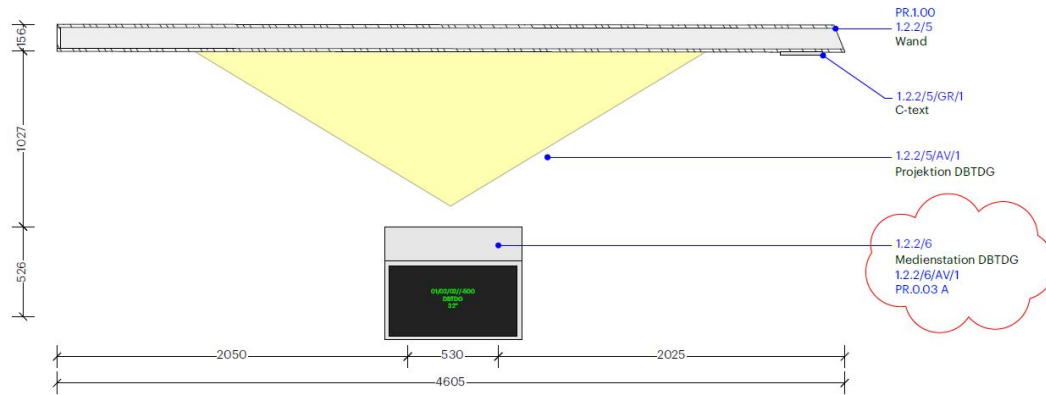 PR.1.00
1.2.2/5
Wand
1.2.2/5/GR/1
C-text
1.2.2/5/AV/1
Projektion DBTDG
1.2.2/6
Medienstation DBTDG
1.2.2/6/AV/1
PR.0.03 A
156
1027
526
DBTDG
32"
2050
530
2025
4605